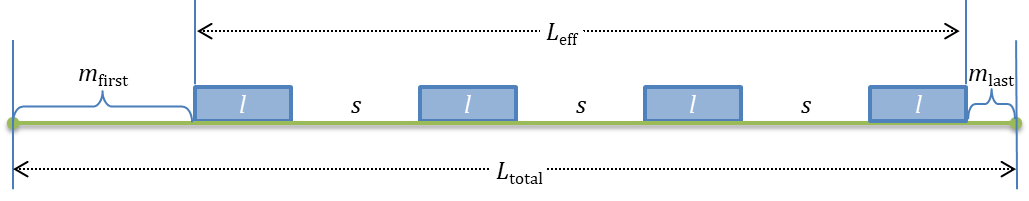 L_eff
m_first
m_last
l s l s l s l
L_total